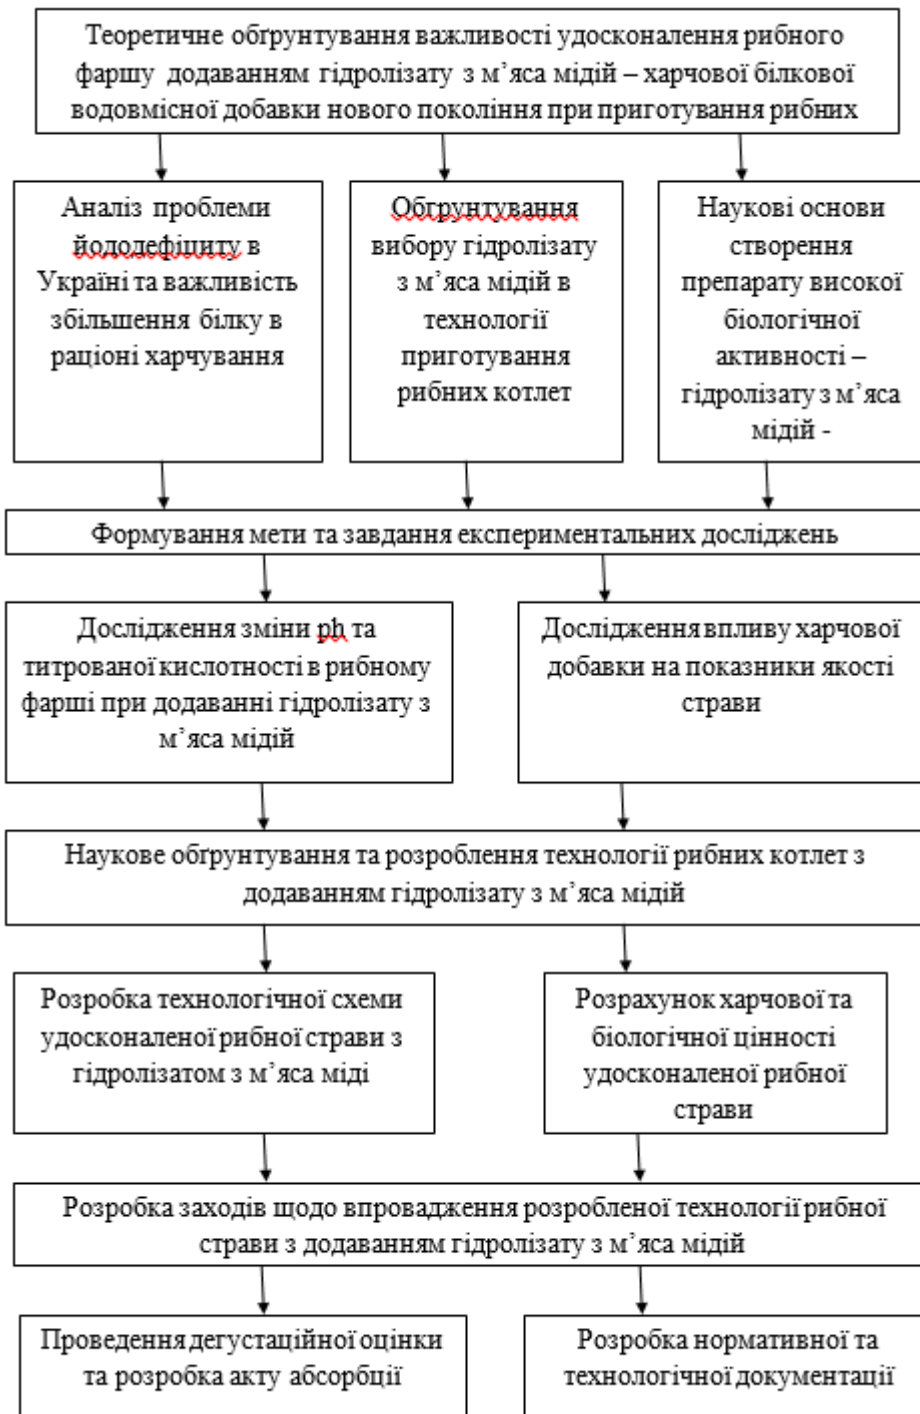 Теоретичне обґрунтування важливості удосконалення рибного
фаршу додаванням гідролізату з м’яса мідій – харчової білкової
водовмісної добавки нового покоління при приготування рибних
Аналіз проблеми
йододефіциту в
Україні та важливість
збільшення білку в
раціоні харчування
Обгрунтування
вибору гідролізату
з м’яса мідій в
технології
приготування
рибних котлет
Наукові основи
створення
препарату високої
біологічної
активності –
гідролізату з м’яса
мідій -
Формування мети та завдання експериментальних досліджень
Дослідження зміни ph та
титрованої кислотності в рибному
фарші при додаванні гідролізату з
м’яса мідій
Дослідження впливу харчової
добавки на показники якості
страви
Наукове обґрунтування та розроблення технології рибних котлет з
додаванням гідролізату з м’яса мідій
Розробка технологічної схеми
удосконаленої рибної страви з
гідролізатом з м’яса міді
Розрахунок харчової та
біологічної цінності
удосконаленої рибної
страви
Розробка заходів щодо впровадження розробленої технології рибної
страви з додаванням гідролізату з м’яса мідій
Проведення дегустаційної оцінки
та розробка акту абсорбції
Розробка нормативної та
технологічної документації